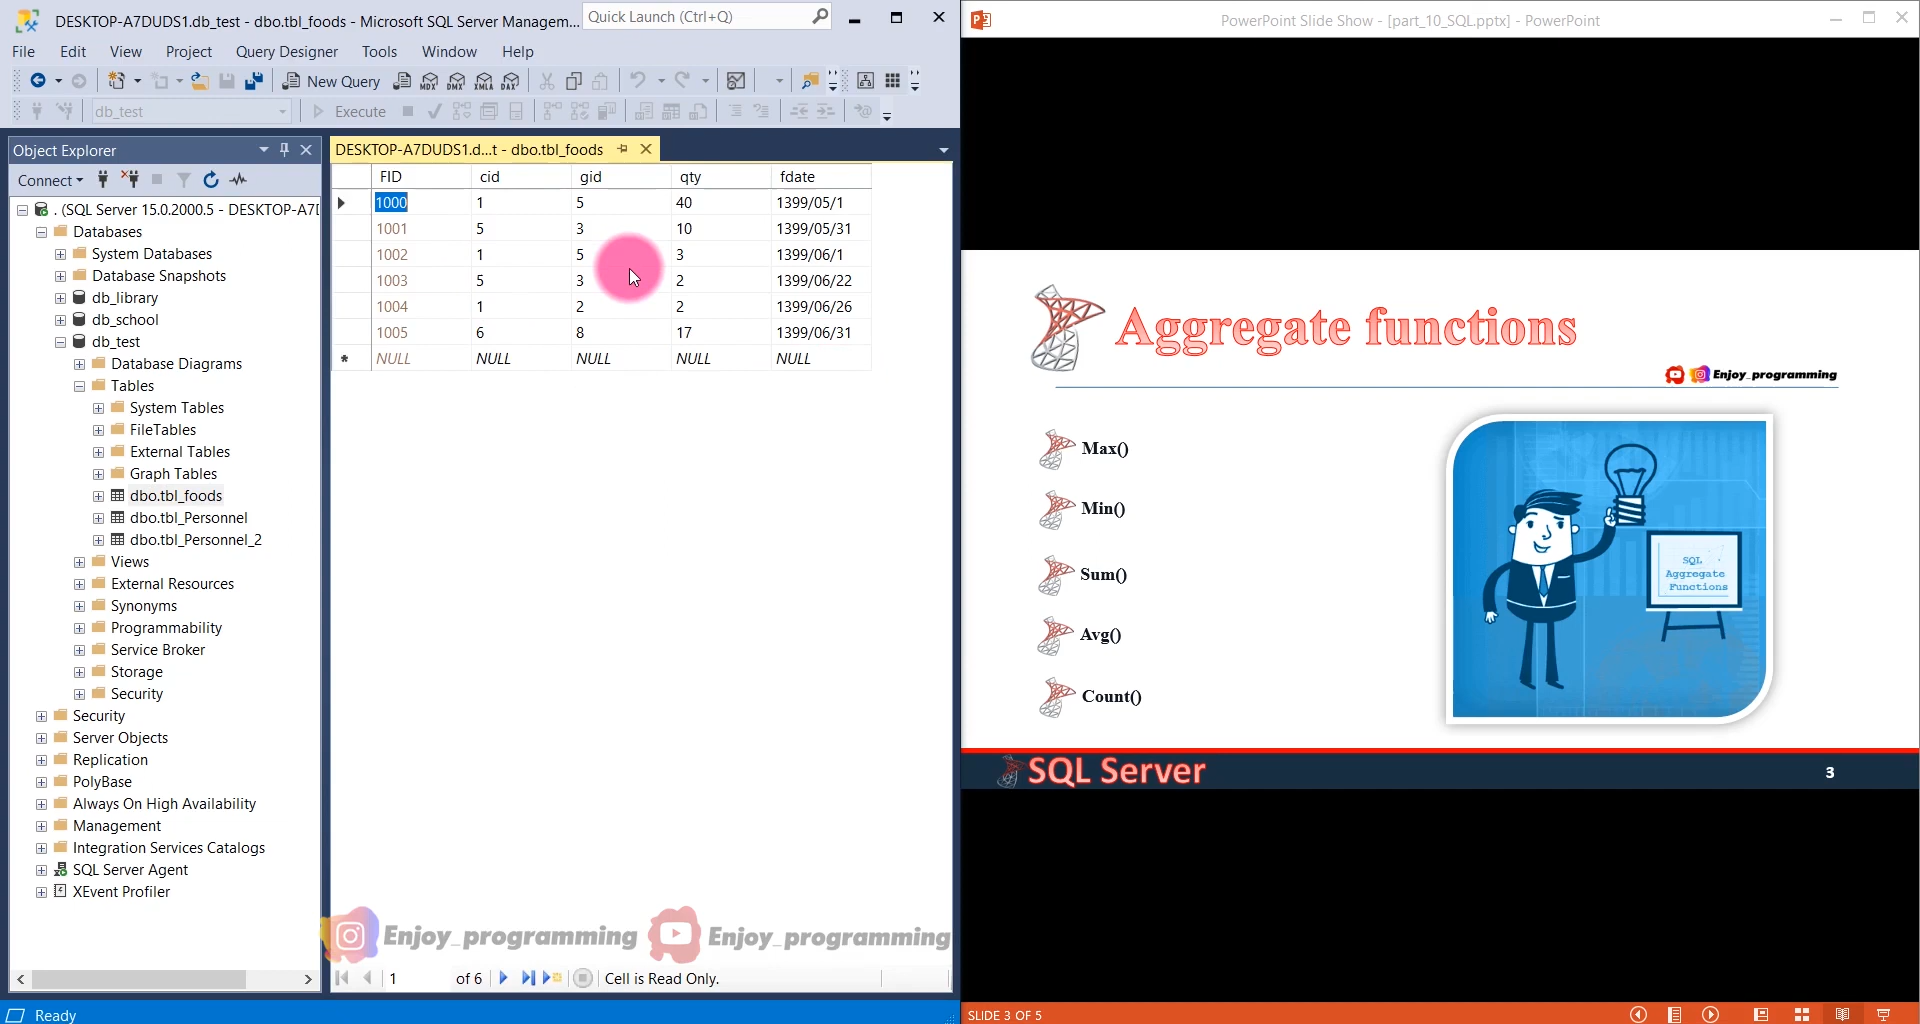 DESKTOP-A7DUDS1.db_test - dbo.tbl_foods - Microsoft SQL Server Managem...
Quick Launch (Ctrl+Q)
File Edit View Project Query Designer Tools Window Help
New Query MDX DMX XMLA DAX
db_test Execute
Object Explorer
Connect
. (SQL Server 15.0.2000.5 - DESKTOP-A7
Databases
System Databases
Database Snapshots
db_library
db_school
db_test
Database Diagrams
Tables
System Tables
FileTables
External Tables
Graph Tables
dbo.tbl_foods
dbo.tbl_Personnel
dbo.tbl_Personnel_2
Views
External Resources
Synonyms
Programmability
Service Broker
Storage
Security
Security
Server Objects
Replication
PolyBase
Always On High Availability
Management
Integration Services Catalogs
SQL Server Agent
XEvent Profiler
Ready
DESKTOP-A7DUDS1.d...t - dbo.tbl_foods
FID cid gid qty fdate
1000 1 5 40 1399/05/1
1001 5 3 10 1399/05/31
1002 1 5 3 1399/06/1
1003 5 3 2 1399/06/22
1004 1 2 2 1399/06/26
1005 6 8 17 1399/06/31
* NULL NULL NULL NULL NULL
Enjoy_programming Enjoy_programming
1 of 6 Cell is Read Only.
PowerPoint Slide Show - [part_10_SQL.pptx] - PowerPoint
Aggregate functions
Enjoy_programming
Max()
Min()
Sum()
Avg()
Count()
SQL
Aggregate
Functions
SQL Server 3
SLIDE 3 OF 5